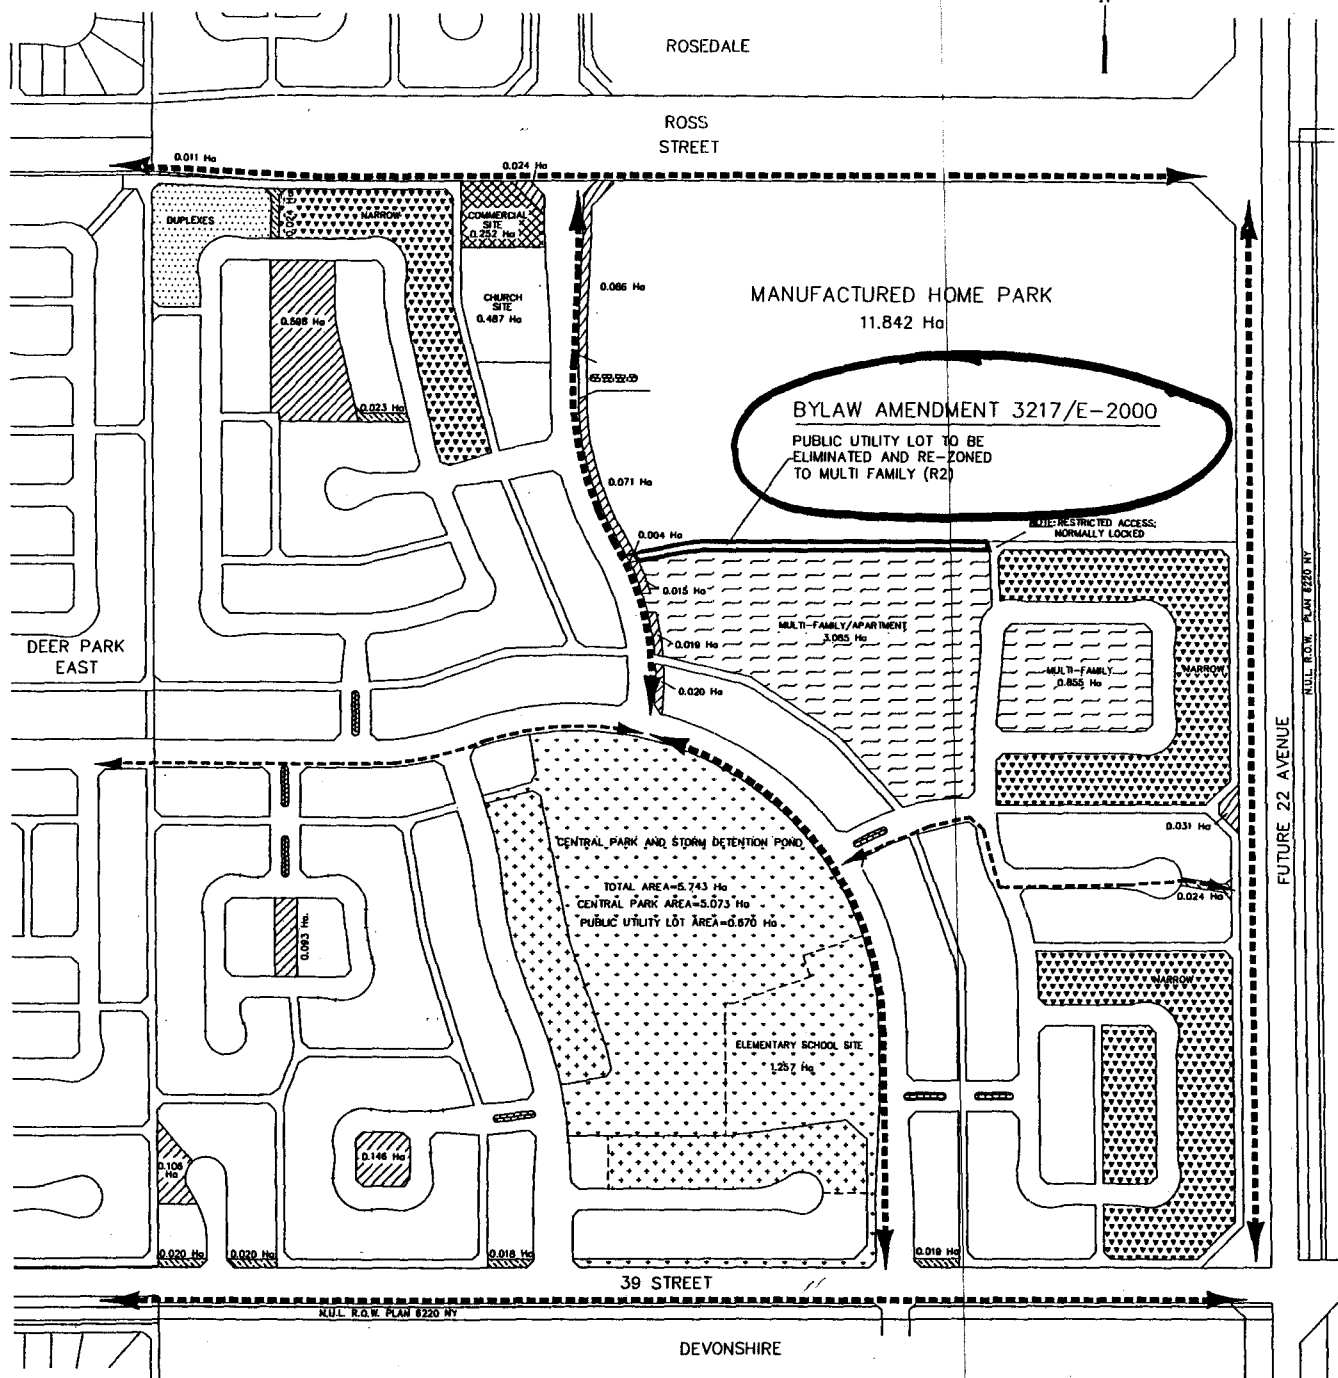 N
ROSEDALE
ROSS
STREET
0.011 Ha
0.024 Ha
DUPLEXES
0.024 Ha
NARROW
COMMERCIAL
SITE
0.252 Ha
0.086 Ha
MANUFACTURED HOME PARK
11.842 Ha
CHURCH
SITE
0.487 Ha
0.598 Ha
0.023 Ha
BYLAW AMENDMENT 3217/E-2000
PUBLIC UTILITY LOT TO BE
ELIMINATED AND RE-ZONED
TO MULTI FAMILY (R2)
0.071 Ha
NOTE: RESTRICTED ACCESS;
NORMALLY LOCKED
0.004 Ha
0.015 Ha
MULTI-FAMILY/APARTMENT
3.085 Ha
0.019 Ha
0.020 Ha
MULTI-FAMILY
0.855 Ha
NARROW
N.U.L. R.O.W. PLAN 8220 NY
DEER PARK
EAST
FUTURE 22 AVENUE
0.031 Ha
0.024 Ha
CENTRAL PARK AND STORM DETENTION POND
TOTAL AREA=5.743 Ha
CENTRAL PARK AREA=5.073 Ha
PUBLIC UTILITY LOT AREA=0.670 Ha
0.093 Ha.
NARROW
ELEMENTARY SCHOOL SITE
1.257 Ha
0.146 Ha
0.106
Ha
0.020 Ha
0.020 Ha
0.018 Ha
0.019 Ha
39 STREET
N.U.L. R.O.W. PLAN 8220 NY
DEVONSHIRE